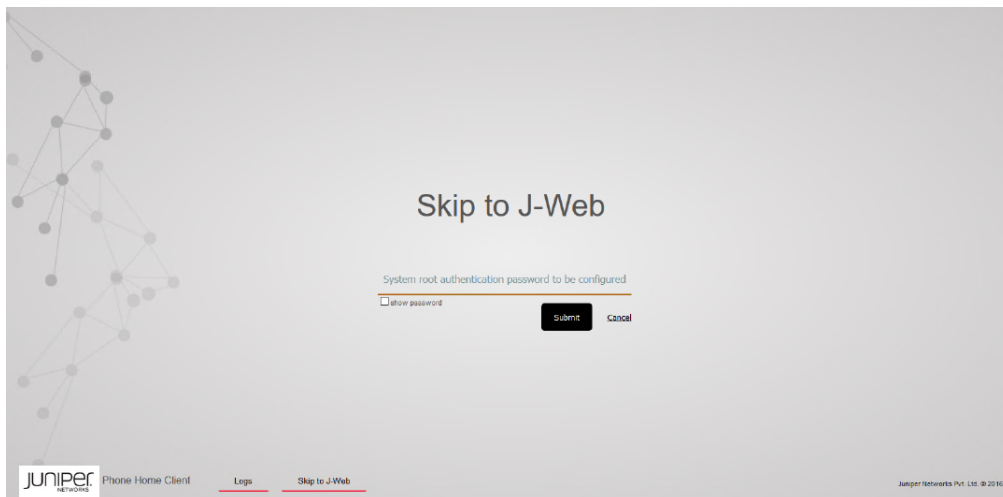 Skip to J-Web
System root authentication password to be configured
show password
Submit
Cancel
JUNIPER
NETWORKS
Phone Home Client
Logs
Skip to J-Web
Juniper Networks Pvt. Ltd. © 2016